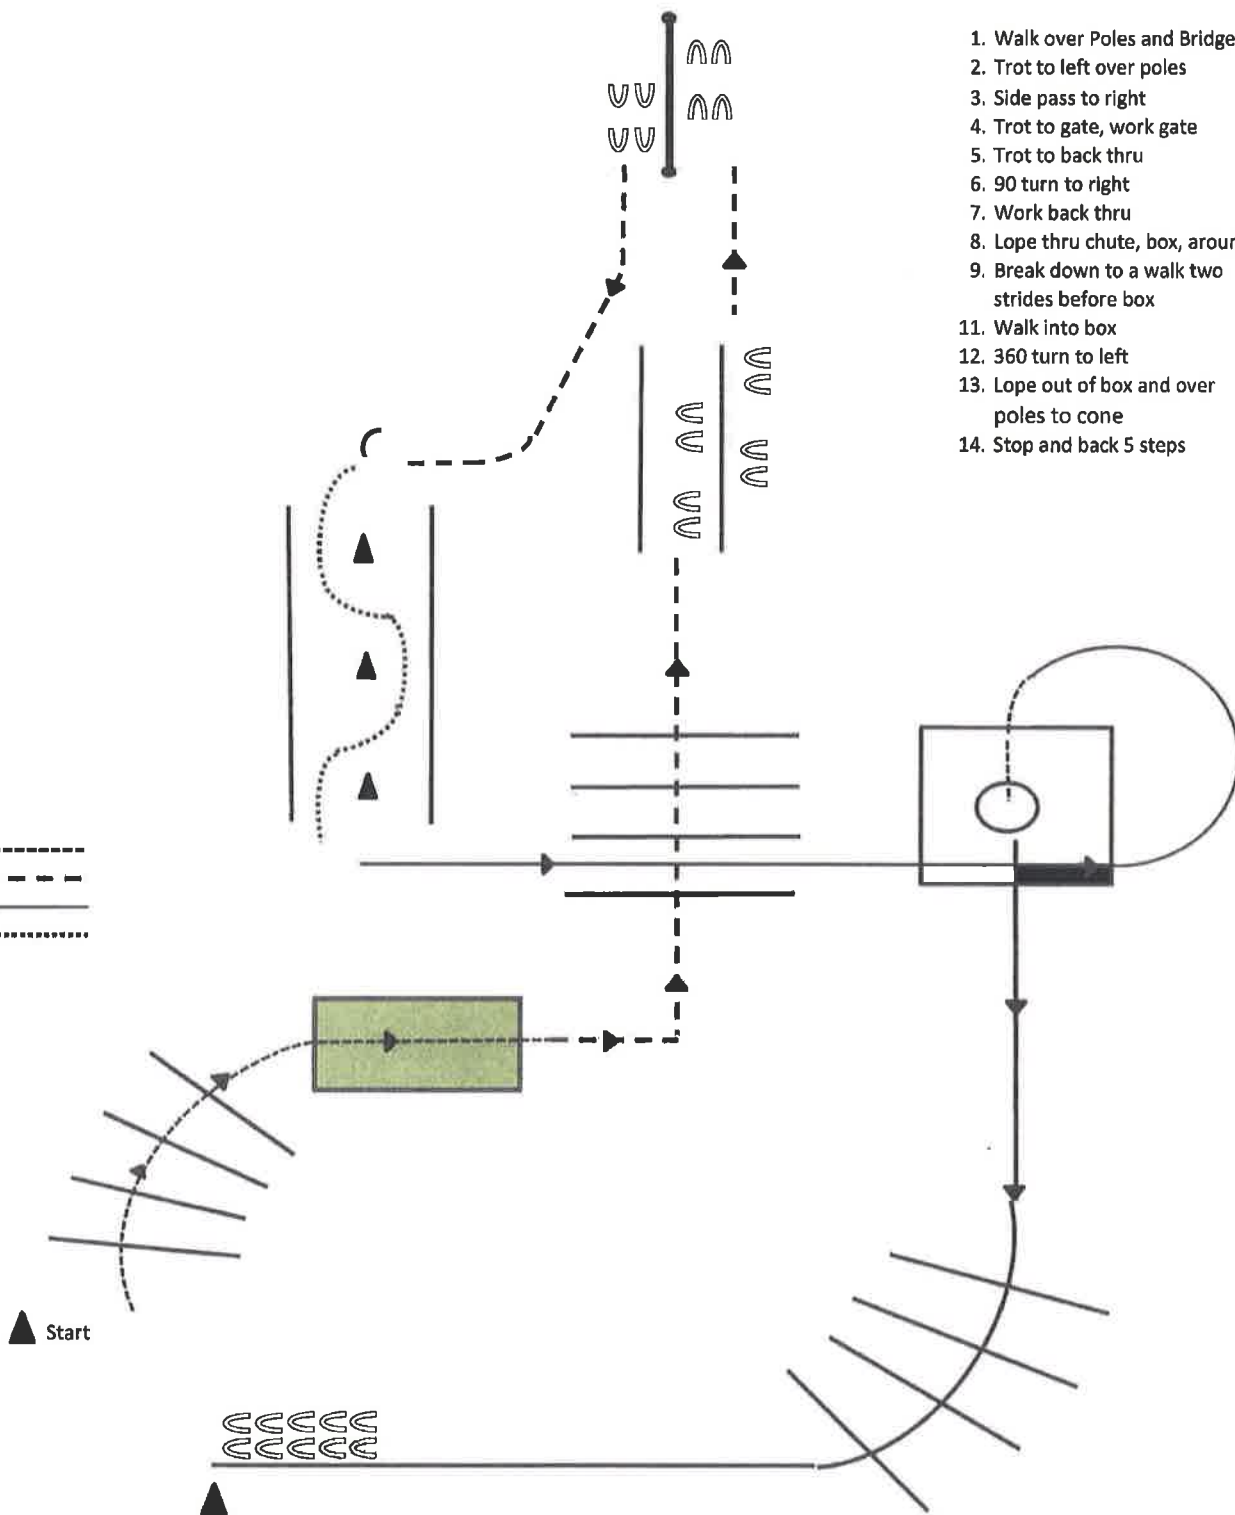 1. Walk over Poles and Bridge
2. Trot to left over poles
3. Side pass to right
4. Trot to gate, work gate
5. Trot to back thru
6. 90 turn to right
7. Work back thru
8. Lope thru chute, box, arour
9. Break down to a walk two
strides before box
11. Walk into box
12. 360 turn to left
13. Lope out of box and over
poles to cone
14. Stop and back 5 steps
Start